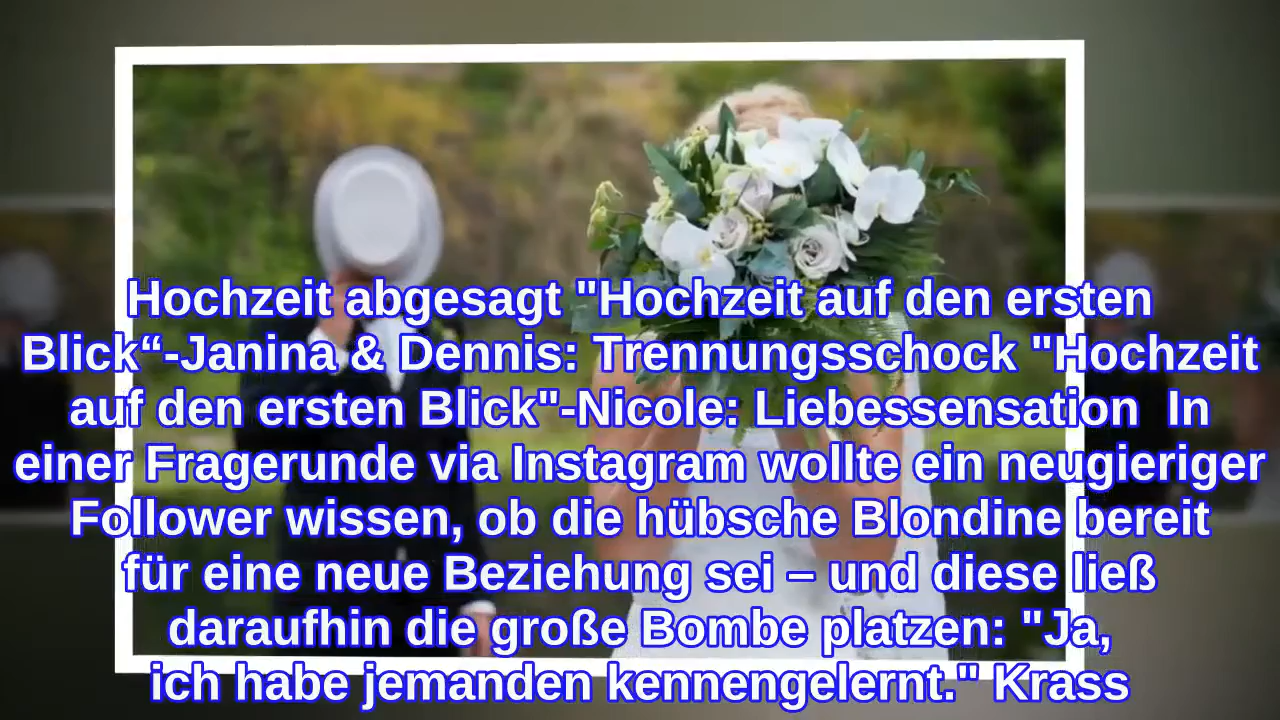 Hochzeit abgesagt "Hochzeit auf den ersten
Blick“-Janina & Dennis: Trennungsschock "Hochzeit
auf den ersten Blick"-Nicole: Liebessensation  In
einer Fragerunde via Instagram wollte ein neugieriger
Follower wissen, ob die hübsche Blondine bereit
für eine neue Beziehung sei – und diese ließ
daraufhin die große Bombe platzen: "Ja,
ich habe jemanden kennengelernt." Krass